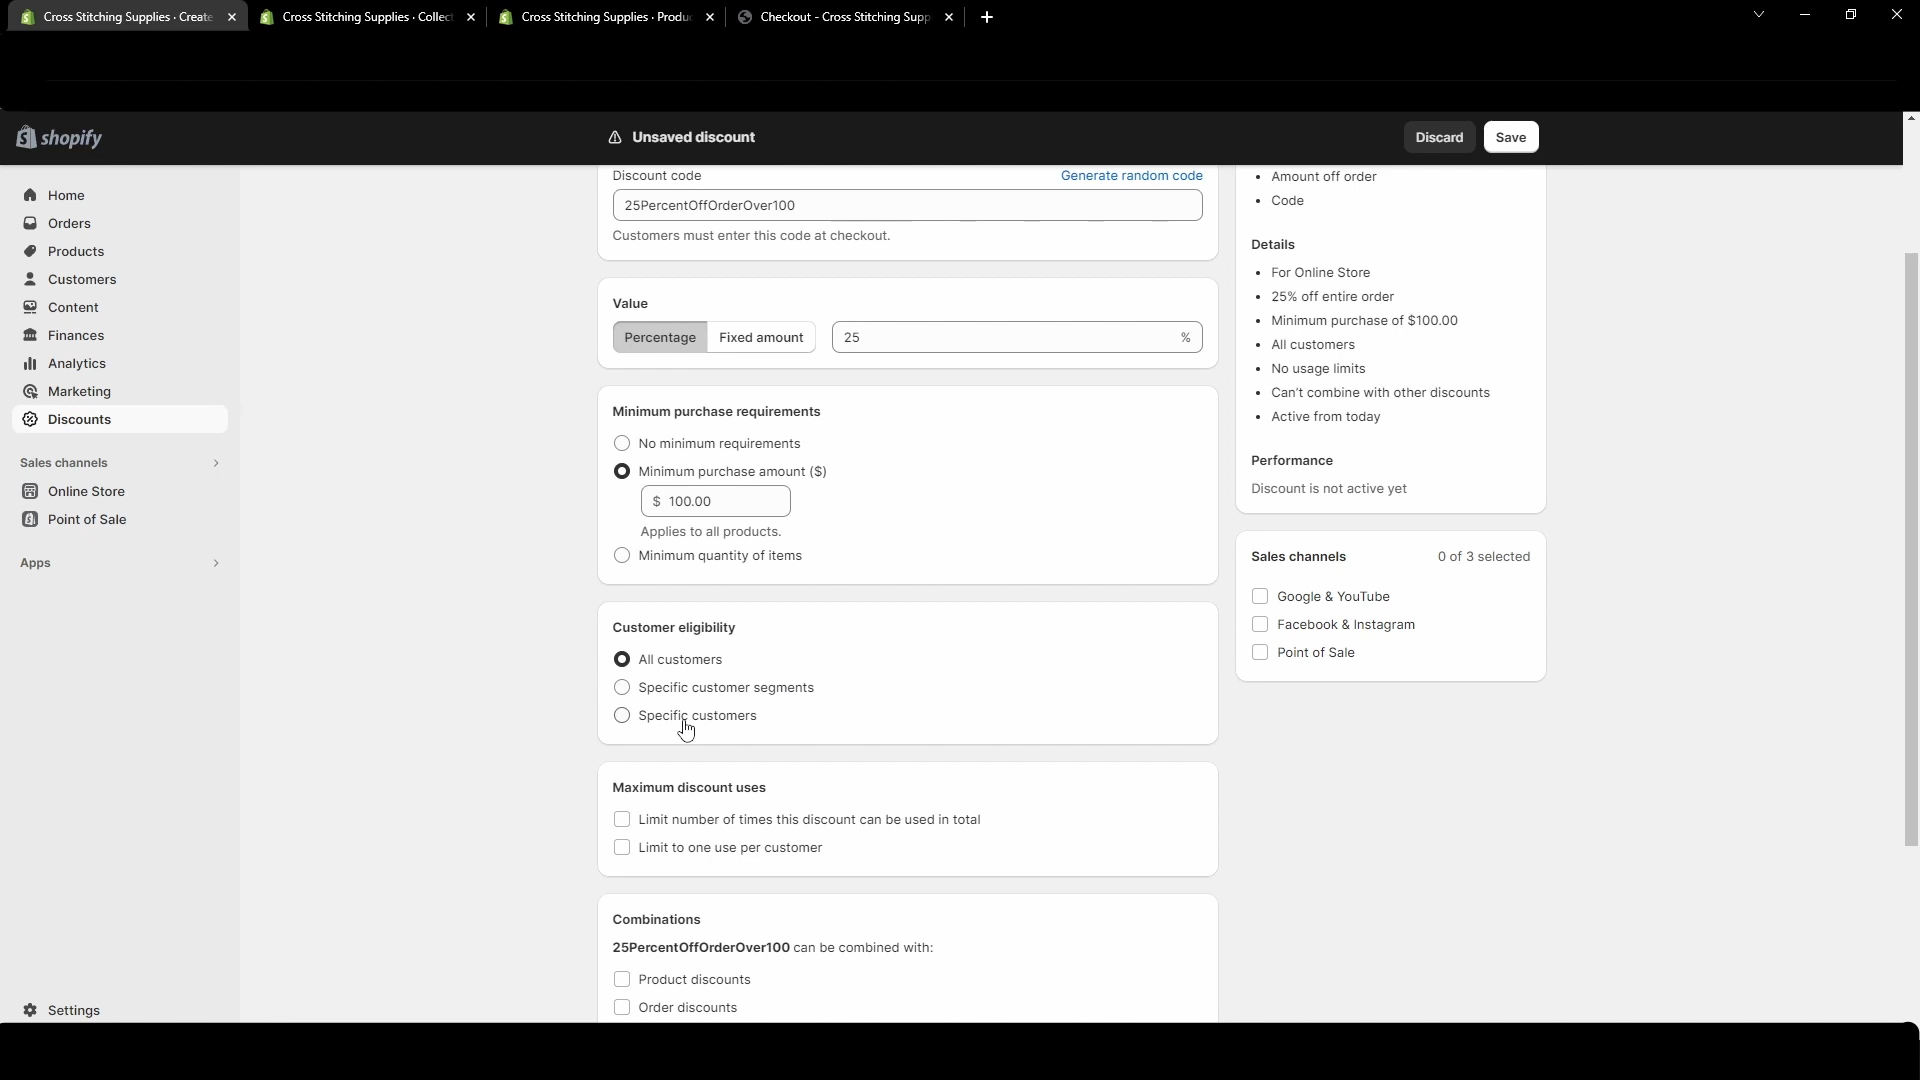 Cross Stitching Supplies · Create
Cross Stitching Supplies · Collect
Cross Stitching Supplies · Produc
Checkout - Cross Stitching Supp
shopify
Unsaved discount
Discard
Save
Home
Orders
Products
Customers
Content
Finances
Analytics
Marketing
Discounts
Sales channels
Online Store
Point of Sale
Apps
Settings
Discount code
Generate random code
25PercentOffOrderOver100
Customers must enter this code at checkout.
Value
Percentage
Fixed amount
25 %
Minimum purchase requirements
No minimum requirements
Minimum purchase amount ($)
$ 100.00
Applies to all products.
Minimum quantity of items
Customer eligibility
All customers
Specific customer segments
Specific customers
Maximum discount uses
Limit number of times this discount can be used in total
Limit to one use per customer
Combinations
25PercentOffOrderOver100 can be combined with:
Product discounts
Order discounts
Amount off order
Code
Details
For Online Store
25% off entire order
Minimum purchase of $100.00
All customers
No usage limits
Can't combine with other discounts
Active from today
Performance
Discount is not active yet
Sales channels
0 of 3 selected
Google & YouTube
Facebook & Instagram
Point of Sale